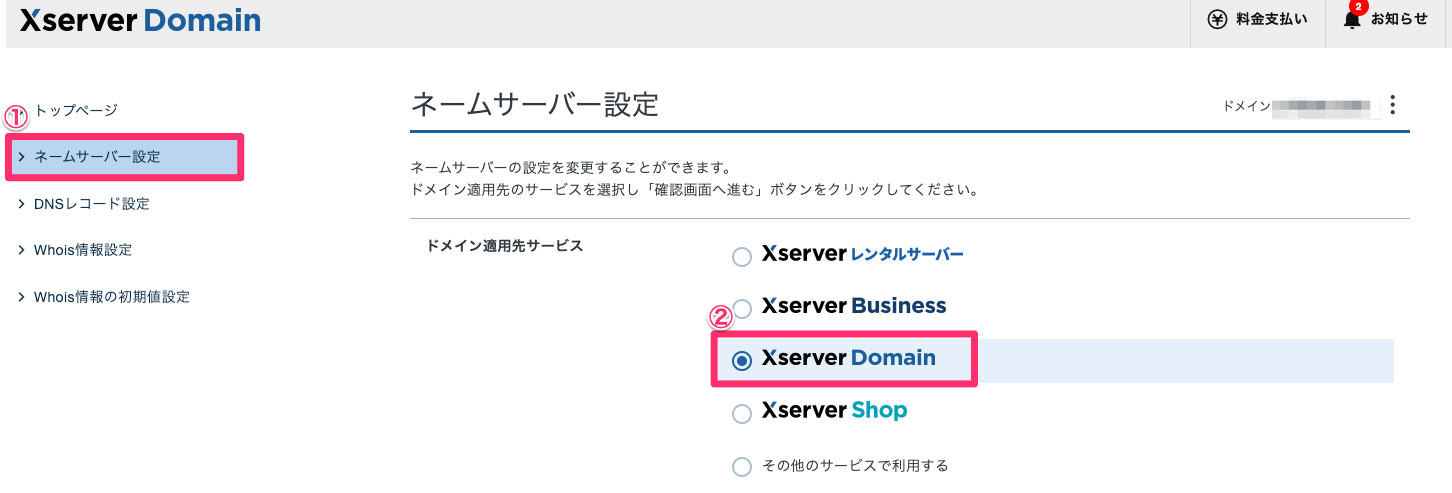 Xserver Domain
料金支払い
2
お知らせ
①
トップページ
ネームサーバー設定
DNSレコード設定
Whois情報設定
Whois情報の初期値設定
ネームサーバー設定
ドメイン
ネームサーバーの設定を変更することができます。
ドメイン適用先のサービスを選択し「確認画面へ進む」ボタンをクリックしてください。
ドメイン適用先サービス
Xserver レンタルサーバー
Xserver Business
②
Xserver Domain
Xserver Shop
その他のサービスで利用する